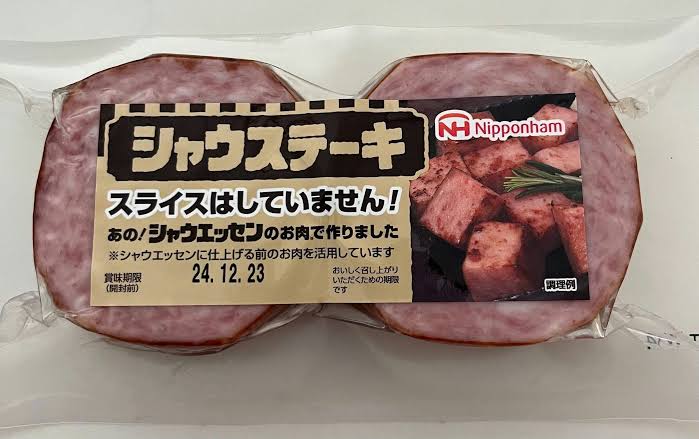 シャウステーキ
NH Nipponham
スライスはしていません!
あの!シャウエッセンのお肉で作りました
※シャウエッセンに仕上げる前のお肉を活用しています
賞味期限
(開封前)
24.12.23
おいしく召し上がり
いただくための期限
です
調理例